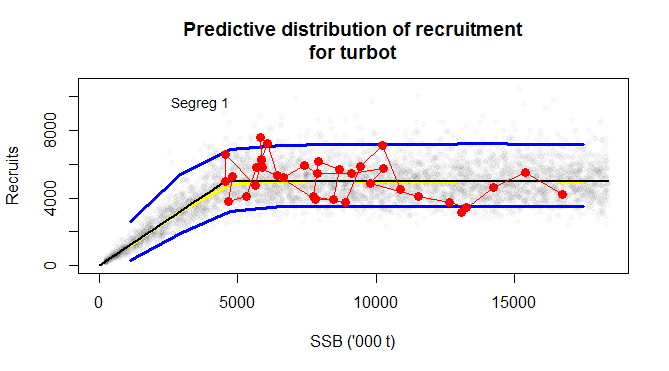 Predictive distribution of recruitment
for turbot
Segreg 1
Recruits
8000
4000
0
0 5000 10000 15000
SSB ('000 t)